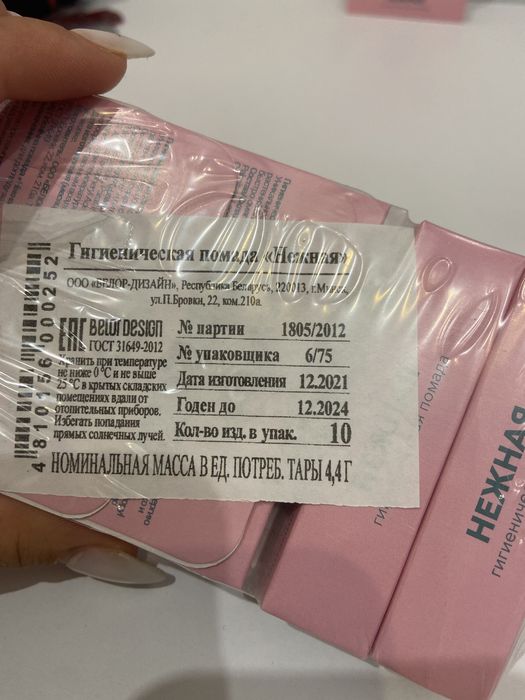 Гигиеническая помада «Нежная»
ООО «БЕЛОР-ДИЗАЙН», Республика Беларусь, 220013, г.Минск,
ул.П.Бровки, 22, ком.210а.
EAC BELOR DESIGN
ГОСТ 31649-2012
Хранить при температуре
не ниже 0 °С и не выше
25 °С в крытых складских
помещениях вдали от
отопительных приборов.
Избегать попадания
прямых солнечных лучей.
№ партии 1805/2012
№ упаковщика 6/75
Дата изготовления 12.2021
Годен до 12.2024
Кол-во изд. в упак. 10
НОМИНАЛЬНАЯ МАССА В ЕД. ПОТРЕБ. ТАРЫ 4,4 Г
4 810156 000252
помада
НЕЖНАЯ
гигиениче